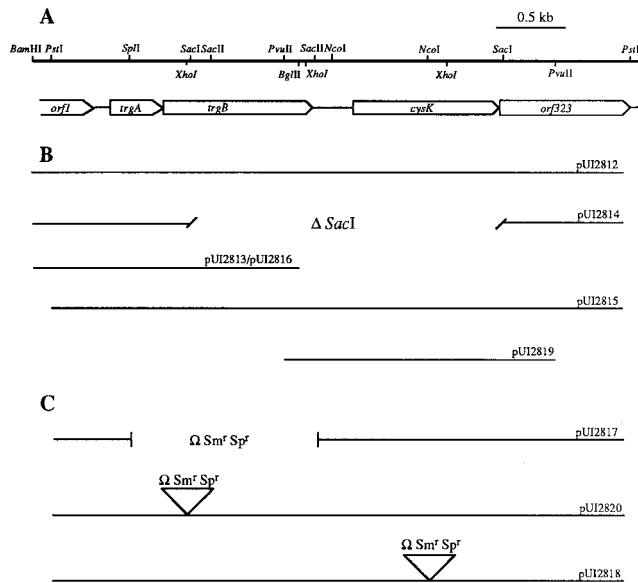 A
0.5 kb
BamHI PstI SplI SacI SacII PvuII SacII NcoI NcoI SacI PstI
XhoI BglII XhoI XhoI PvuII
orf1 trgA trgB cysK orf323
B
pUI2812
Δ SacI pUI2814
pUI2813/pUI2816
pUI2815
pUI2819
C
Ω Smʳ Spʳ pUI2817
Ω Smʳ Spʳ
pUI2820
Ω Smʳ Spʳ
pUI2818